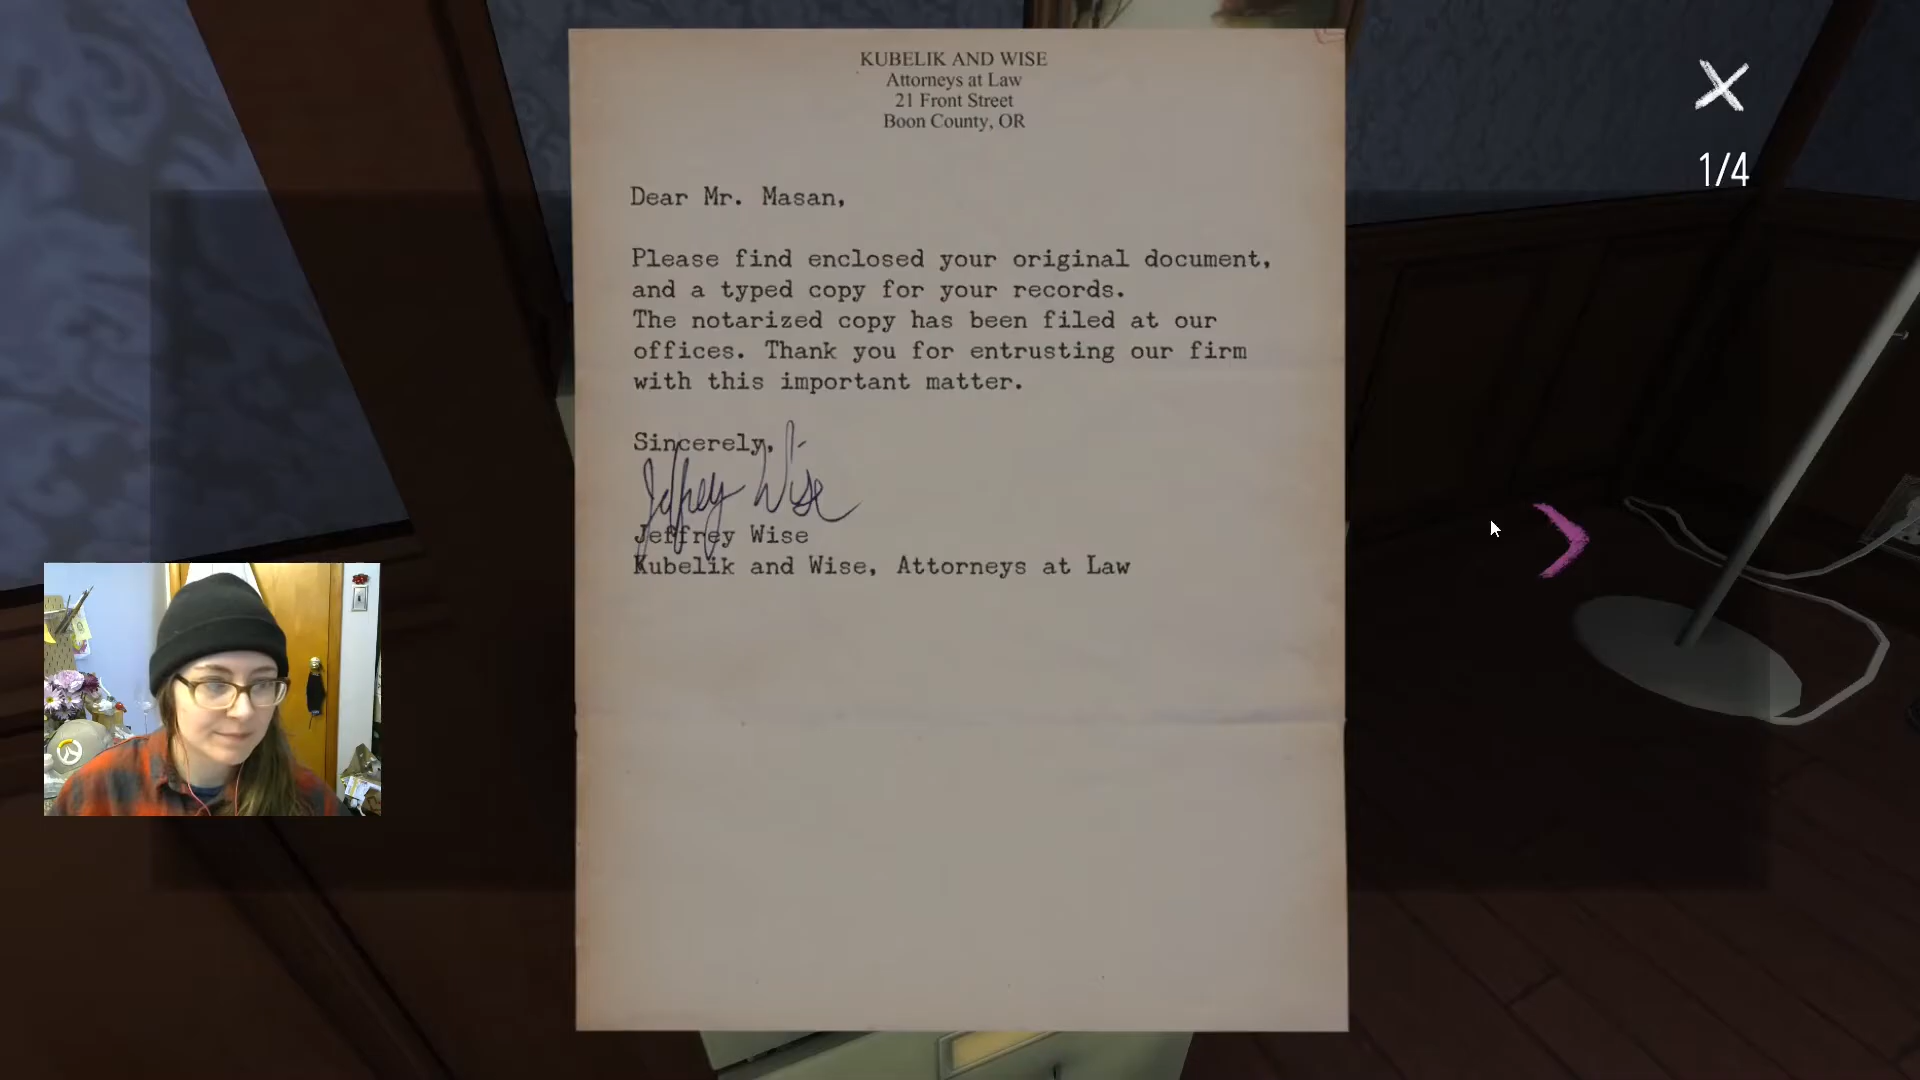 KUBELIK AND WISE
Attorneys at Law
21 Front Street
Boon County, OR
1/4
Dear Mr. Masan,
Please find enclosed your original document,
and a typed copy for your records.
The notarized copy has been filed at our
offices. Thank you for entrusting our firm
with this important matter.
Sincerely,
Jeffrey Wise
Jeffrey Wise
Kubelik and Wise, Attorneys at Law